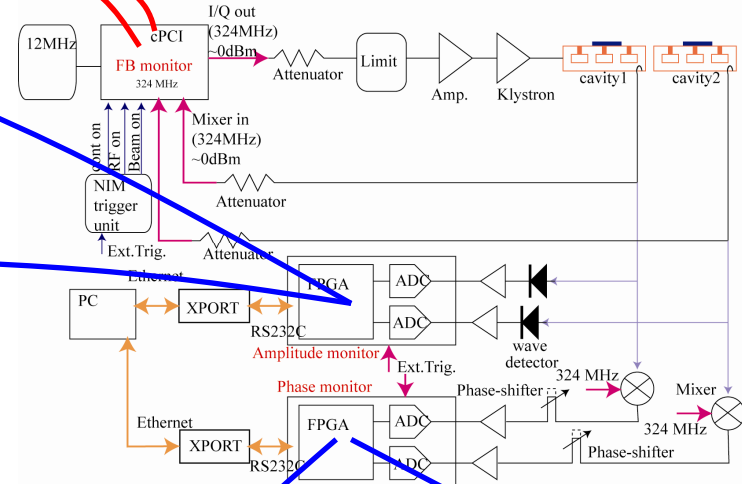 I/Q out
(324MHz)
~0dBm
12MHz
cPCI
FB monitor
324 MHz
Attenuator
Limit
Amp.
Klystron
cavity1
cavity2
cont on
RF on
Beam on
Mixer in
(324MHz)
~0dBm
NIM
trigger
unit
Attenuator
Ext.Trig.
Attenuator
Ethernet
PC
XPORT
RS232C
FPGA
ADC
ADC
wave
detector
Amplitude monitor
Ext.Trig.
Phase monitor
Phase-shifter
324 MHz
Mixer
324 MHz
Ethernet
XPORT
RS232C
FPGA
ADC
ADC
Phase-shifter